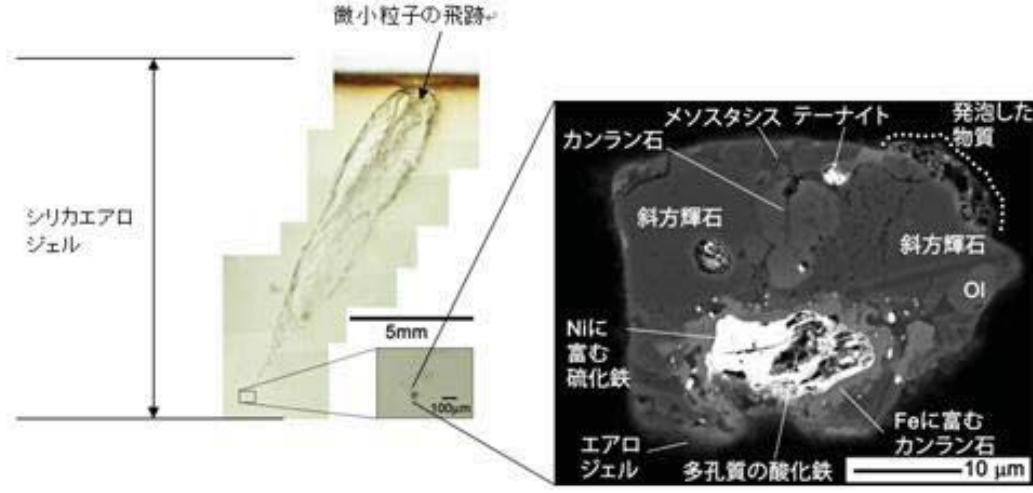 微小粒子の飛跡↵
シリカエアロ
ジェル
5mm
100μm
メソスタシス
テーナイト
発泡した
物質
カンラン石
斜方輝石
斜方輝石
Ol
Niに
富む
硫化鉄
Feに富む
カンラン石
エアロ
ジェル
多孔質の酸化鉄
10 μm